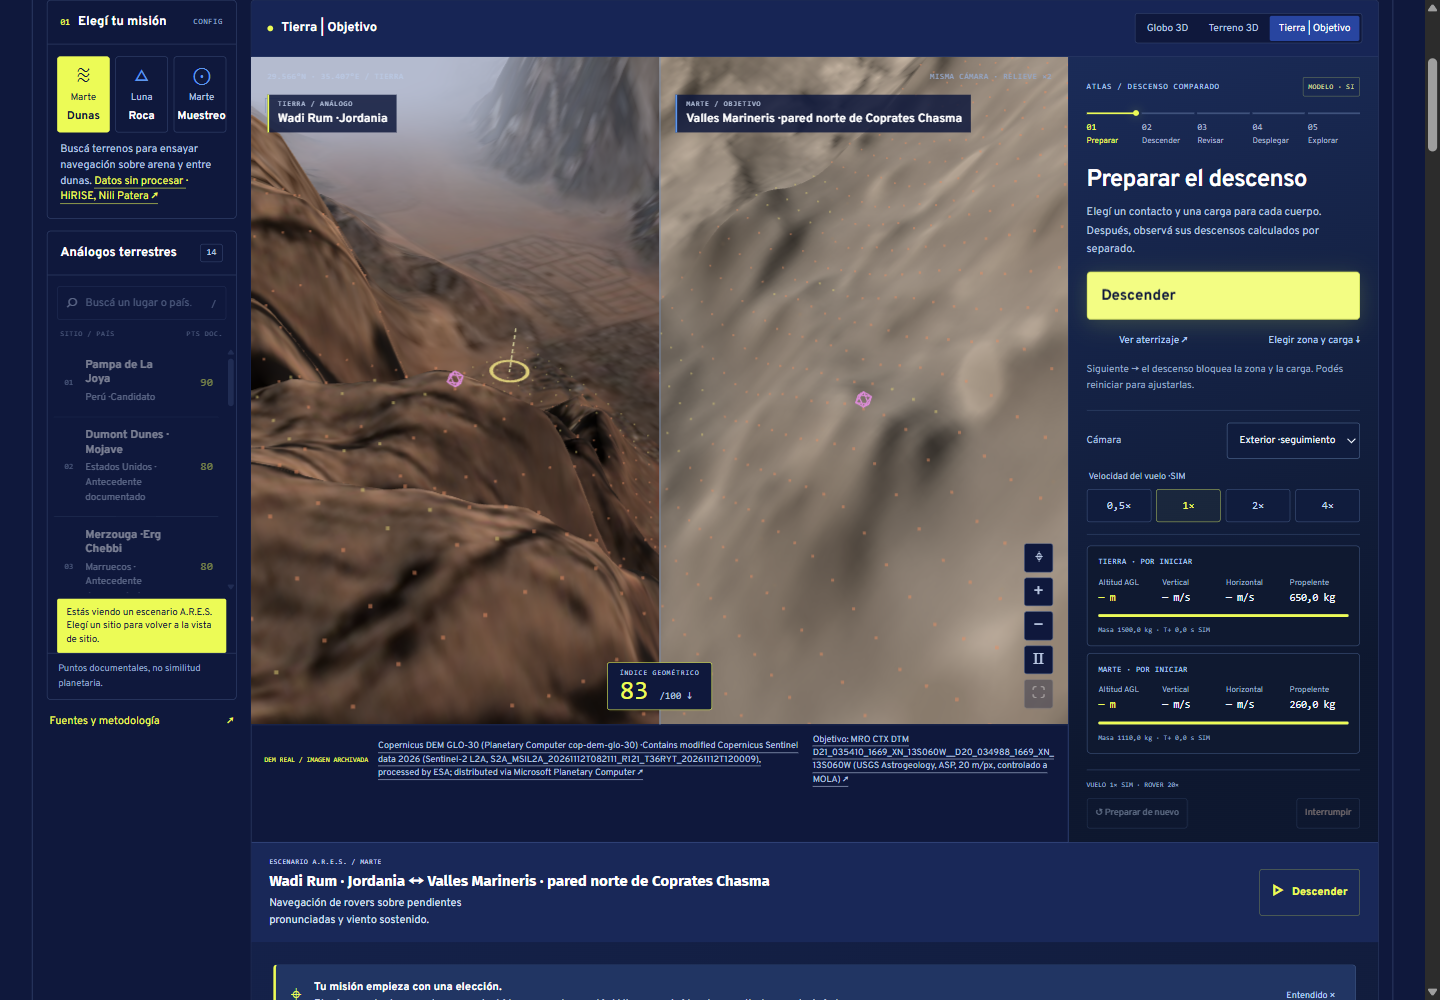 01 Elegí tu misión CONFIG
Marte
Dunas
Luna
Roca
Marte
Muestreo
Buscá terrenos para ensayar
navegación sobre arena y entre
dunas. Datos sin procesar ·
HiRISE, Nili Patera ↗
Análogos terrestres 14
Buscá un lugar o país. /
SITIO / PAÍS PTS DOC.
01 Pampa de La
Joya 90
Perú ·Candidato
02 Dumont Dunes ·
Mojave 80
Estados Unidos ·
Antecedente
documentado
03 Merzouga ·Erg
Chebbi 80
Marruecos ·
Antecedente
Estás viendo un escenario A.R.E.S.
Elegí un sitio para volver a la vista
de sitio.
Puntos documentales, no similitud
planetaria.
Fuentes y metodología ↗
Tierra | Objetivo
Globo 3D Terreno 3D Tierra | Objetivo
MISMA CÁMARA · RELIEVE
TIERRA / ANÁLOGO
Wadi Rum ·Jordania
MARTE / OBJETIVO
Valles Marineris ·pared norte de Coprates Chasma
ÍNDICE GEOMÉTRICO
83 /100 ↓
DEM REAL / IMAGEN ARCHIVADA
Copernicus DEM GLO-30 (Planetary Computer cop-dem-glo-30) ·Contains modified Copernicus Sentinel
data 2026 (Sentinel-2 L2A, S2A_MSIL2A_20261112T082111_R121_T36RYT_20261112T120009),
processed by ESA; distributed via Microsoft Planetary Computer ↗
Objetivo: MRO CTX DTM
D21_035410_1669_XN_13S060W__D20_034988_1669_XN_
13S060W (USGS Astrogeology, ASP, 20 m/px, controlado a
MOLA) ↗
ATLAS / DESCENSO COMPARADO MODELO · SI
01 Preparar
02 Descender
03 Revisar
04 Desplegar
05 Explorar
Preparar el descenso
Elegí un contacto y una carga para cada cuerpo.
Después, observá sus descensos calculados por
separado.
Descender
Ver aterrizaje ↗ Elegir zona y carga ↓
Siguiente → el descenso bloquea la zona y la carga. Podés
reiniciar para ajustarlas.
Cámara Exterior ·seguimiento
Velocidad del vuelo ·SIM
0,5× 1× 2× 4×
TIERRA · POR INICIAR
Altitud AGL Vertical Horizontal Propelente
— m — m/s — m/s 650,0 kg
Masa 1500,0 kg · T+ 0,0 s SIM
MARTE · POR INICIAR
Altitud AGL Vertical Horizontal Propelente
— m — m/s — m/s 260,0 kg
Masa 1110,0 kg · T+ 0,0 s SIM
VUELO 1× SIM · ROVER 20×
↺ Preparar de nuevo Interrumpir
ESCENARIO A.R.E.S. / MARTE
Wadi Rum · Jordania ↔ Valles Marineris · pared norte de Coprates Chasma
Navegación de rovers sobre pendientes
pronunciadas y viento sostenido.
Descender
Tu misión empieza con una elección.
Entendido ×